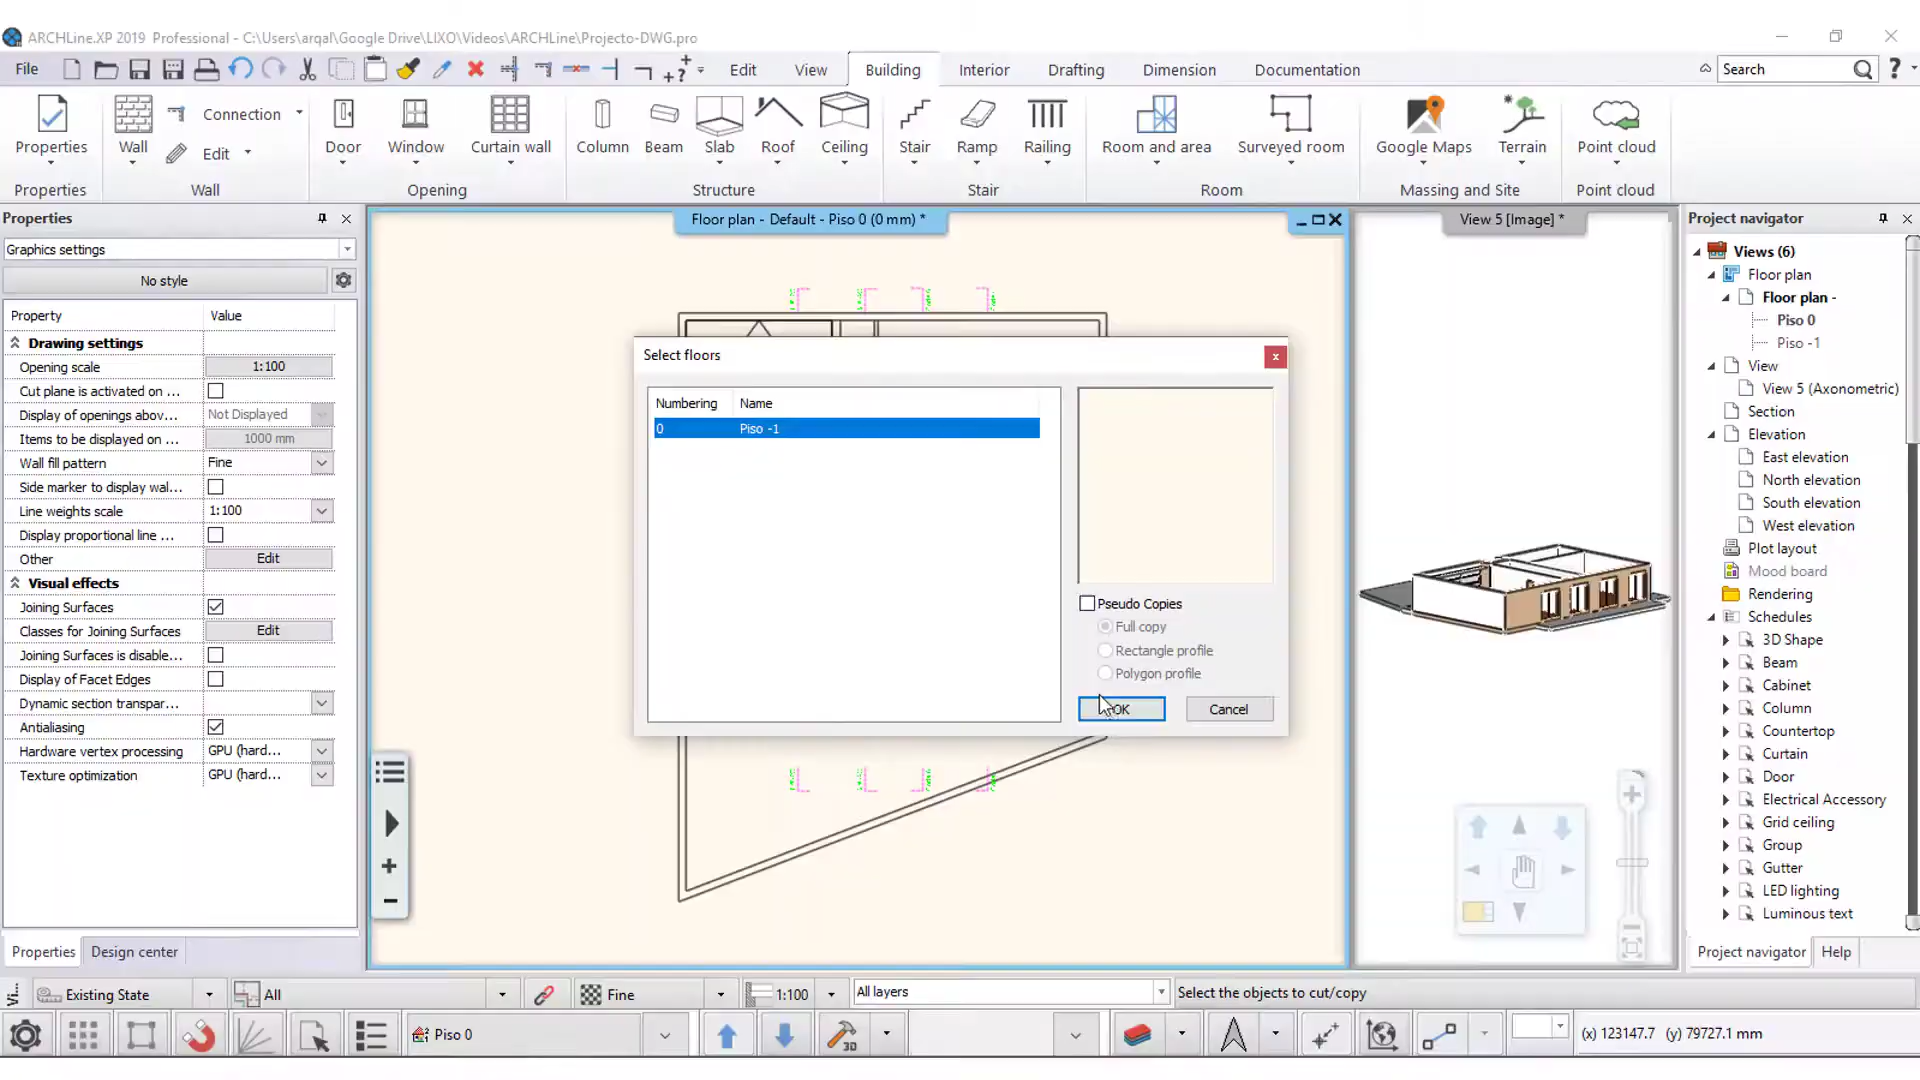 ARCHLine.XP 2019 Professional - C:\Users\arqal\Google Drive\LIXO\Videos\ARCHLine\Projecto-DWG.pro
File Edit View Building Interior Drafting Dimension Documentation Search ?
Properties Wall Connection Edit Door Window Curtain wall Column Beam Slab Roof Ceiling Stair Ramp Railing Room and area Surveyed room Google Maps Terrain Point cloud
Properties Wall Opening Structure Stair Room Massing and Site Point cloud
Properties
Graphics settings
No style
Property Value
Drawing settings
Opening scale 1:100
Cut plane is activated on ...
Display of openings abov... Not Displayed
Items to be displayed on ... 1000 mm
Wall fill pattern Fine
Side marker to display wal...
Line weights scale 1:100
Display proportional line ...
Other Edit
Visual effects
Joining Surfaces
Classes for Joining Surfaces Edit
Joining Surfaces is disable...
Display of Facet Edges
Dynamic section transpar...
Antialiasing
Hardware vertex processing GPU (hard...
Texture optimization GPU (hard...
Properties Design center
Floor plan - Default - Piso 0 (0 mm) *
Select floors
Numbering Name
0 Piso -1
Pseudo Copies
Full copy
Rectangle profile
Polygon profile
OK Cancel
View 5 [Image] *
Project navigator
Views (6)
Floor plan
Floor plan -
Piso 0
Piso -1
View
View 5 (Axonometric)
Section
Elevation
East elevation
North elevation
South elevation
West elevation
Plot layout
Mood board
Rendering
Schedules
3D Shape
Beam
Cabinet
Column
Countertop
Curtain
Door
Electrical Accessory
Grid ceiling
Group
Gutter
LED lighting
Luminous text
Project navigator Help
Existing State All Fine 1:100 All layers Select the objects to cut/copy
Piso 0 3D (x) 123147.7 (y) 79727.1 mm